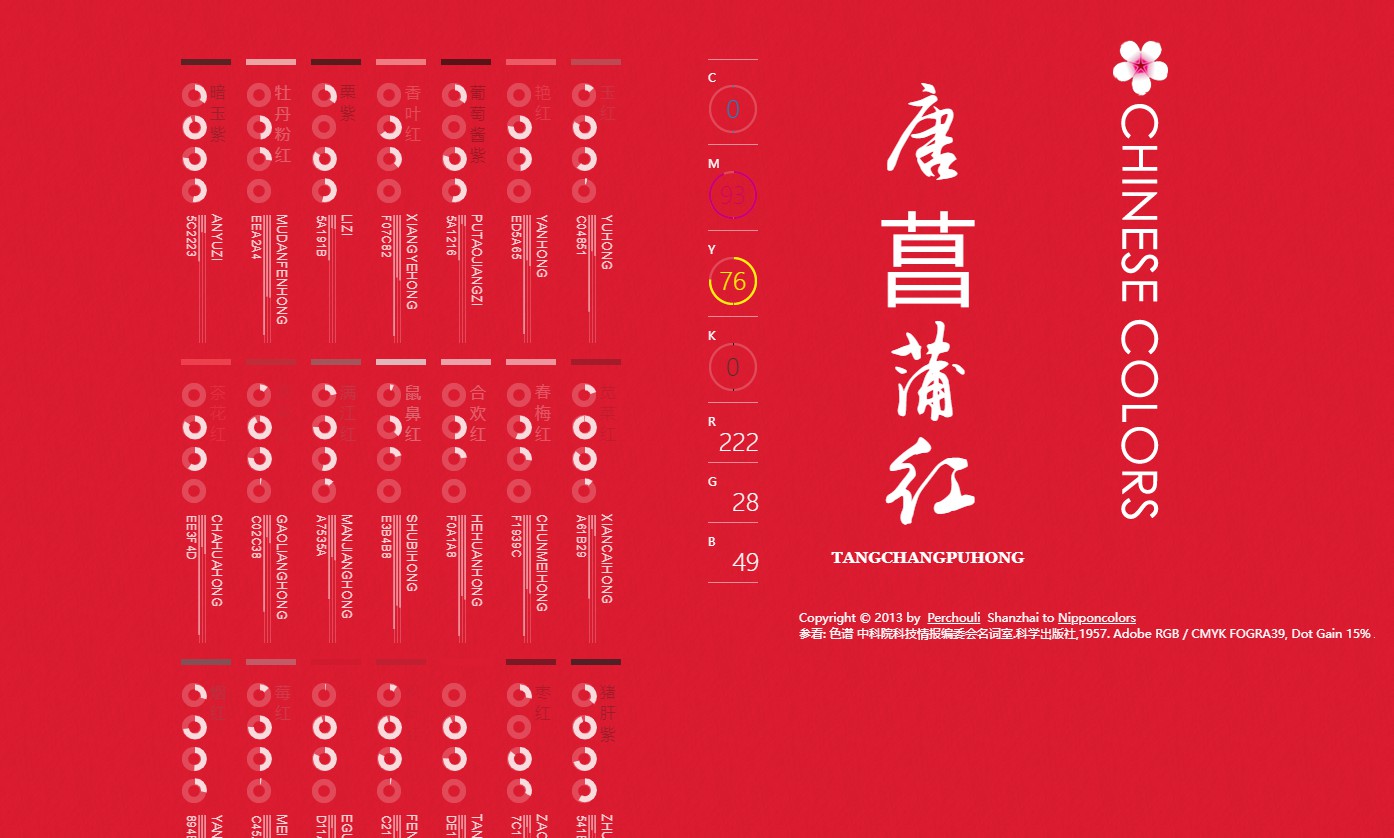 暗玉紫
ANYUZI
5C2223
牡丹粉红
MUDANFENHONG
EEA2A4
栗紫
LIZI
5A191B
香叶红
XIANGYEHONG
F07C82
葡萄酱紫
PUTAOJIANGZI
5A1216
艳红
YANHONG
ED5A65
玉红
YUHONG
C04851
茶花红
CHAHUAHONG
EE3F4D
GAOLIANGHONG
C02C38
满江红
MANJIANGHONG
A7535A
鼠鼻红
SHUBIHONG
E3B4B8
合欢红
HEHUANHONG
F0A1A8
春梅红
CHUNMEIHONG
F1939C
苋菜红
XIANCAIHONG
A61B29
莓红
枣红
猪肝紫
C
0
M
93
Y
76
K
0
R
222
G
28
B
49
唐菖蒲红
TANGCHANGPUHONG
CHINESE COLORS
Copyright © 2013 by Perchouli Shanzhai to Nipponcolors
参看: 色谱 中科院科技情报编委会名词室.科学出版社,1957. Adobe RGB / CMYK FOGRA39, Dot Gain 15%